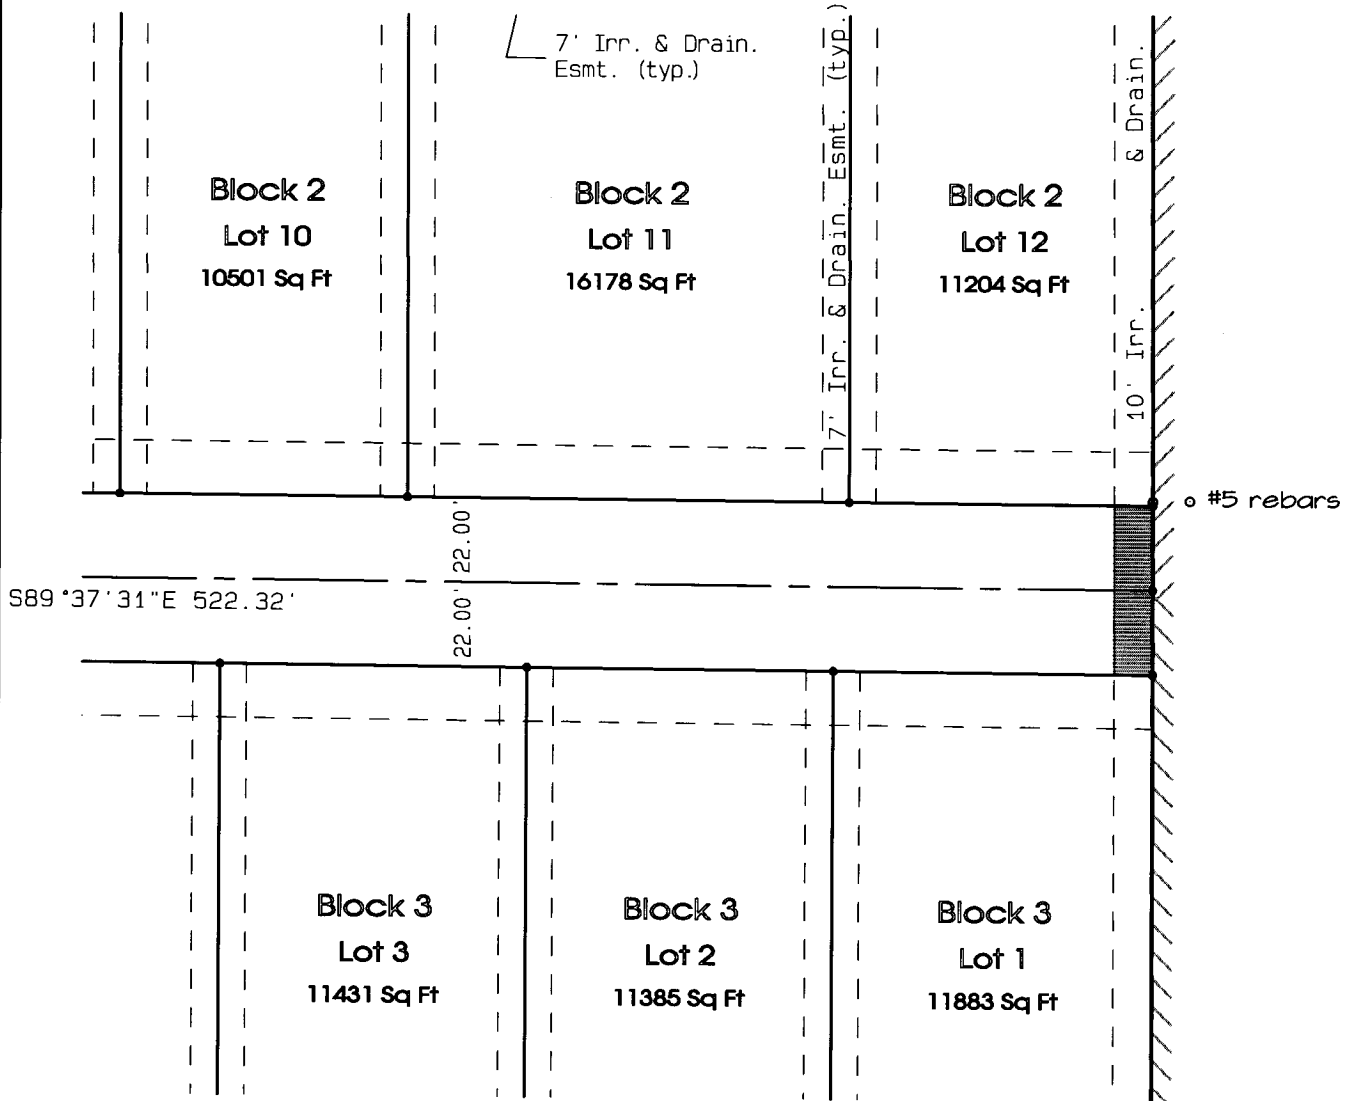 7' Irr. & Drain.
Esmt. (typ.)
7' Irr. & Drain. Esmt. (typ.)
10' Irr. & Drain.
Block 2
Lot 10
10501 Sq Ft
Block 2
Lot 11
16178 Sq Ft
Block 2
Lot 12
11204 Sq Ft
#5 rebars
22.00'
S89°37'31"E 522.32'
22.00'
Block 3
Lot 3
11431 Sq Ft
Block 3
Lot 2
11385 Sq Ft
Block 3
Lot 1
11883 Sq Ft